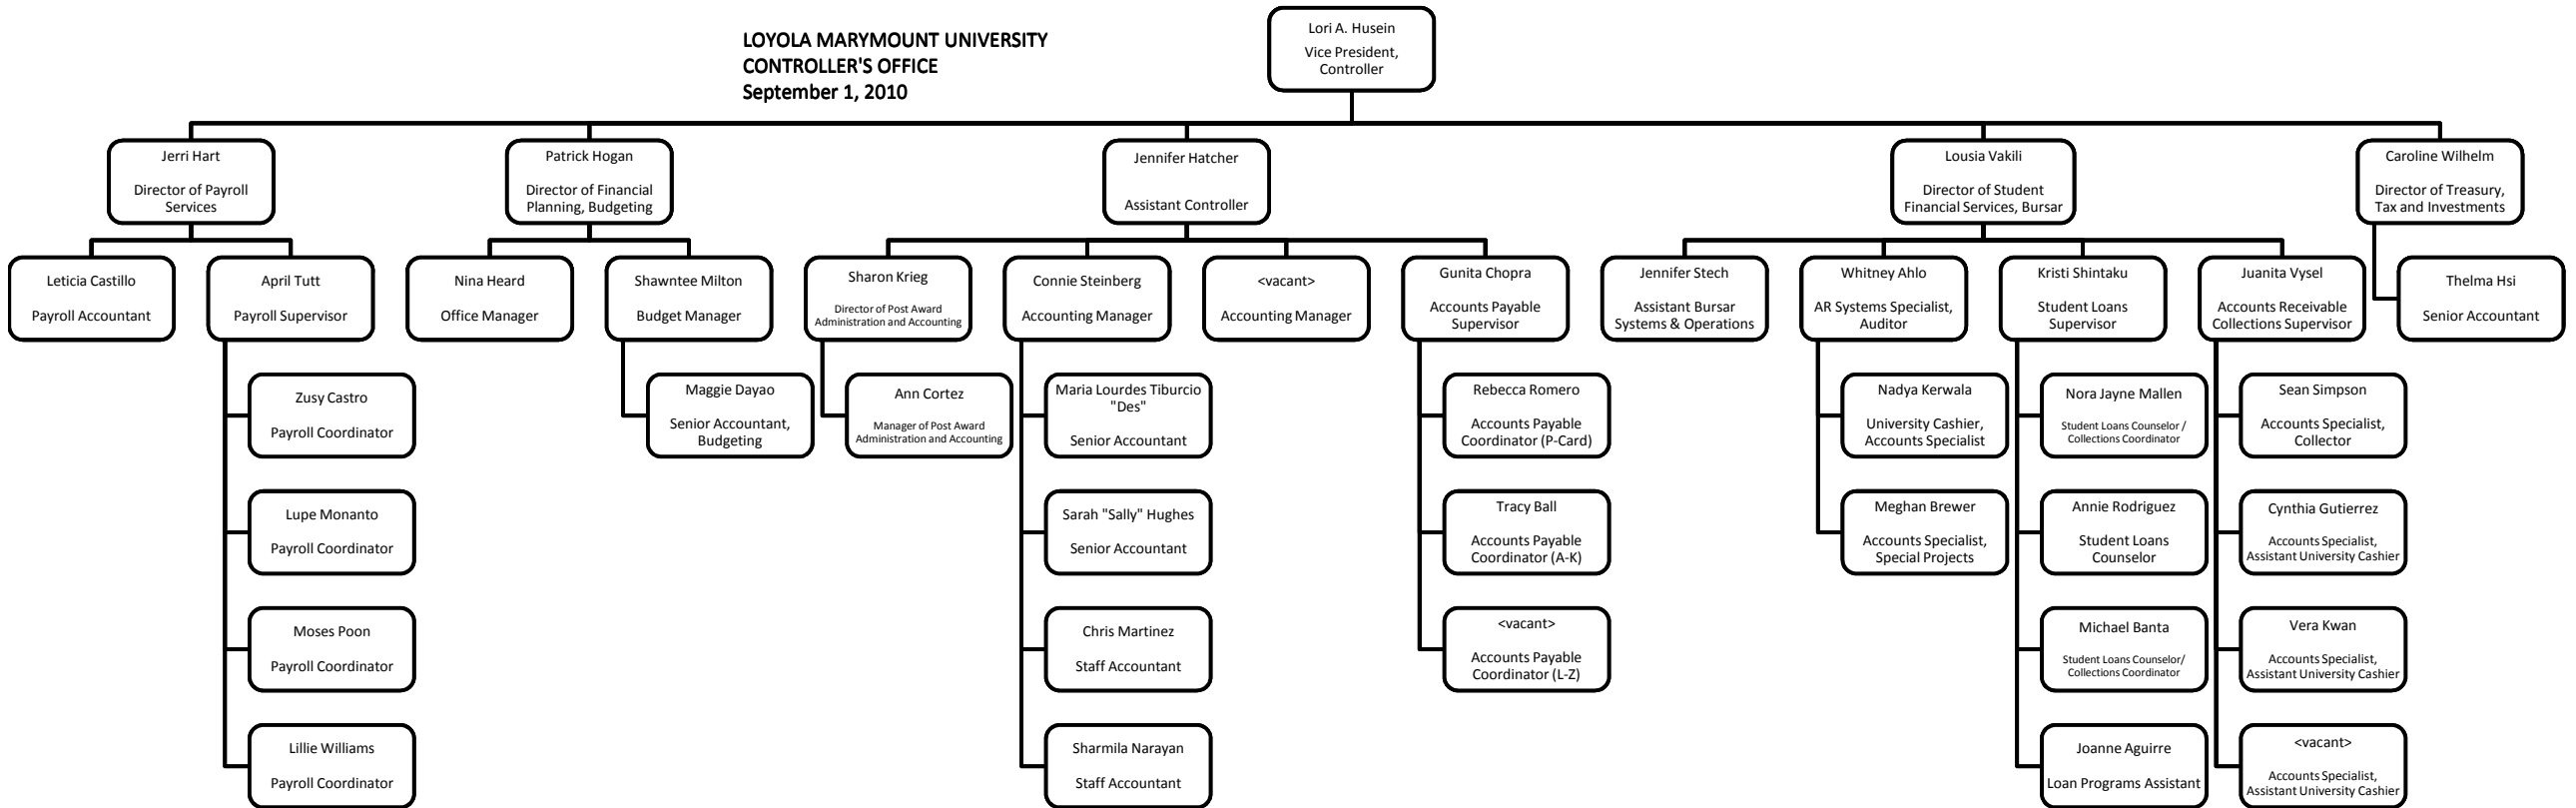 LOYOLA MARYMOUNT UNIVERSITY
CONTROLLER'S OFFICE
September 1, 2010
Lori A. Husein
Vice President,
Controller
Jerri Hart
Director of Payroll
Services
Patrick Hogan
Director of Financial
Planning, Budgeting
Jennifer Hatcher
Assistant Controller
Lousia Vakili
Director of Student
Financial Services, Bursar
Caroline Wilhelm
Director of Treasury,
Tax and Investments
Leticia Castillo
Payroll Accountant
April Tutt
Payroll Supervisor
Nina Heard
Office Manager
Shawntee Milton
Budget Manager
Sharon Krieg
Director of Post Award
Administration and Accounting
Connie Steinberg
Accounting Manager
<vacant>
Accounting Manager
Gunita Chopra
Accounts Payable
Supervisor
Jennifer Stech
Assistant Bursar
Systems & Operations
Whitney Ahlo
AR Systems Specialist,
Auditor
Kristi Shintaku
Student Loans
Supervisor
Juanita Vysel
Accounts Receivable
Collections Supervisor
Thelma Hsi
Senior Accountant
Zusy Castro
Payroll Coordinator
Maggie Dayao
Senior Accountant,
Budgeting
Ann Cortez
Manager of Post Award
Administration and Accounting
Maria Lourdes Tiburcio
"Des"
Senior Accountant
Rebecca Romero
Accounts Payable
Coordinator (P-Card)
Nadya Kerwala
University Cashier,
Accounts Specialist
Nora Jayne Mallen
Student Loans Counselor /
Collections Coordinator
Sean Simpson
Accounts Specialist,
Collector
Lupe Monanto
Payroll Coordinator
Sarah "Sally" Hughes
Senior Accountant
Tracy Ball
Accounts Payable
Coordinator (A-K)
Meghan Brewer
Accounts Specialist,
Special Projects
Annie Rodriguez
Student Loans
Counselor
Cynthia Gutierrez
Accounts Specialist,
Assistant University Cashier
Moses Poon
Payroll Coordinator
Chris Martinez
Staff Accountant
<vacant>
Accounts Payable
Coordinator (L-Z)
Michael Banta
Student Loans Counselor/
Collections Coordinator
Vera Kwan
Accounts Specialist,
Assistant University Cashier
Lillie Williams
Payroll Coordinator
Sharmila Narayan
Staff Accountant
Joanne Aguirre
Loan Programs Assistant
<vacant>
Accounts Specialist,
Assistant University Cashier